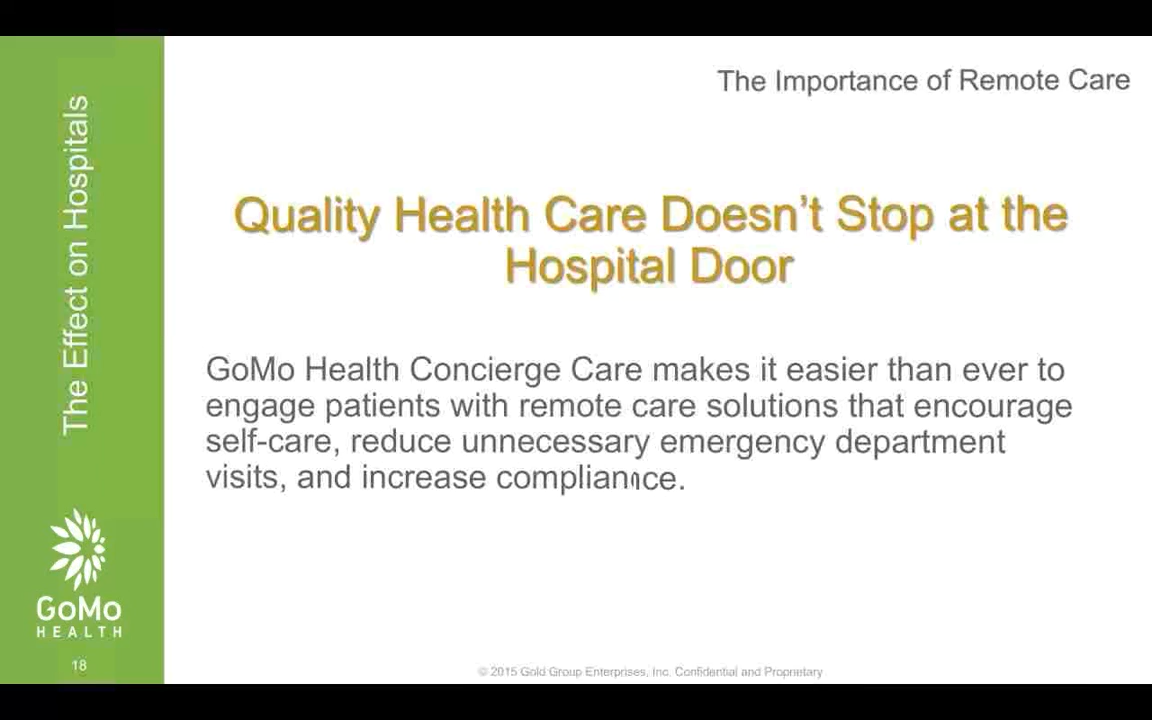 The Importance of Remote Care
The Effect on Hospitals
Quality Health Care Doesn't Stop at the
Hospital Door
GoMo Health Concierge Care makes it easier than ever to
engage patients with remote care solutions that encourage
self-care, reduce unnecessary emergency department
visits, and increase compliance.
GoMo
HEALTH
18
© 2015 Gold Group Enterprises, Inc. Confidential and Proprietary